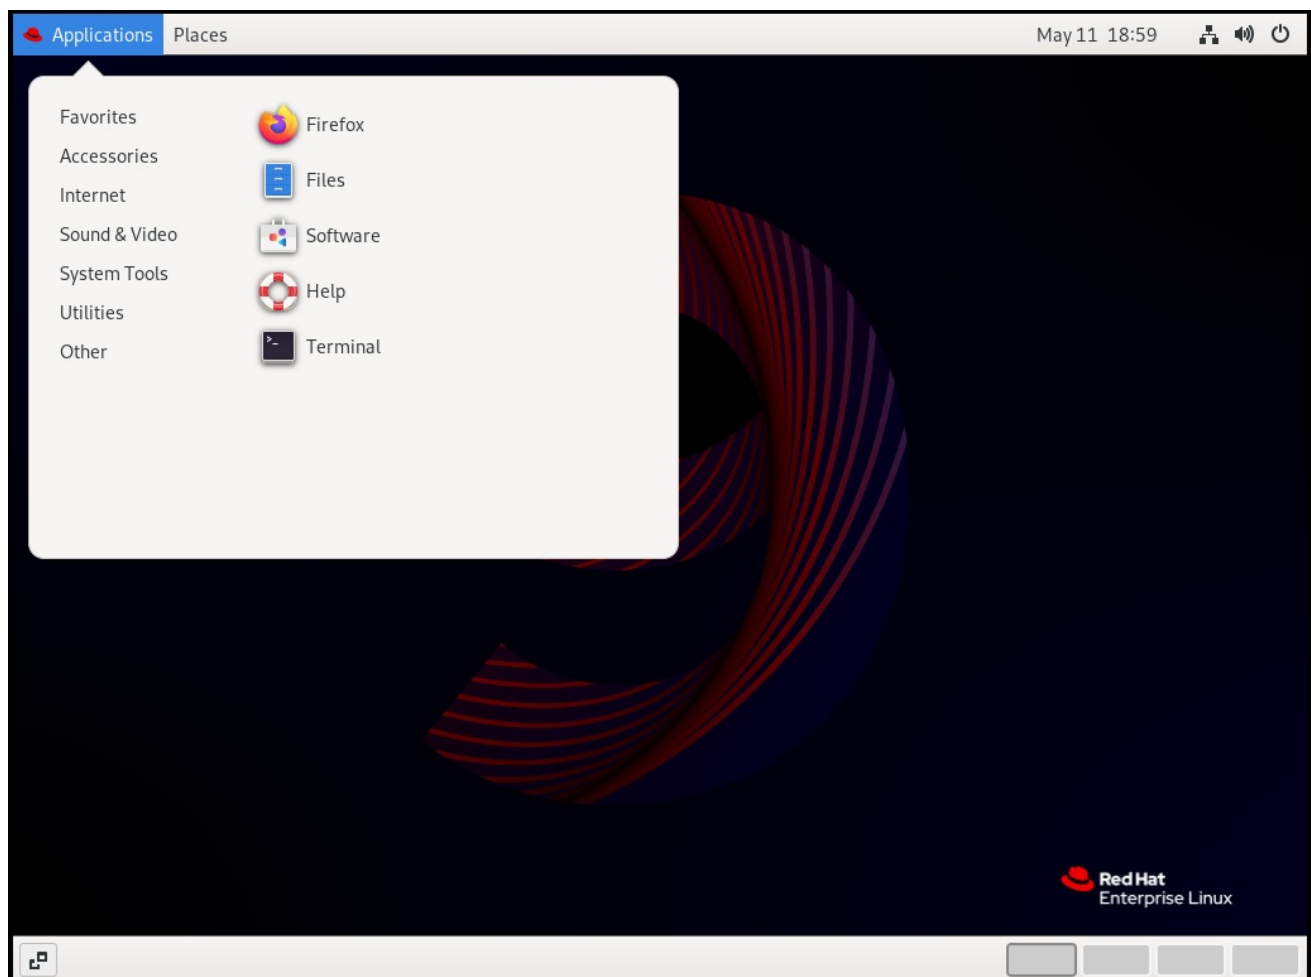 Applications Places May 11 18:59
Favorites
Accessories
Internet
Sound & Video
System Tools
Utilities
Other
Firefox
Files
Software
Help
Terminal
Red Hat
Enterprise Linux